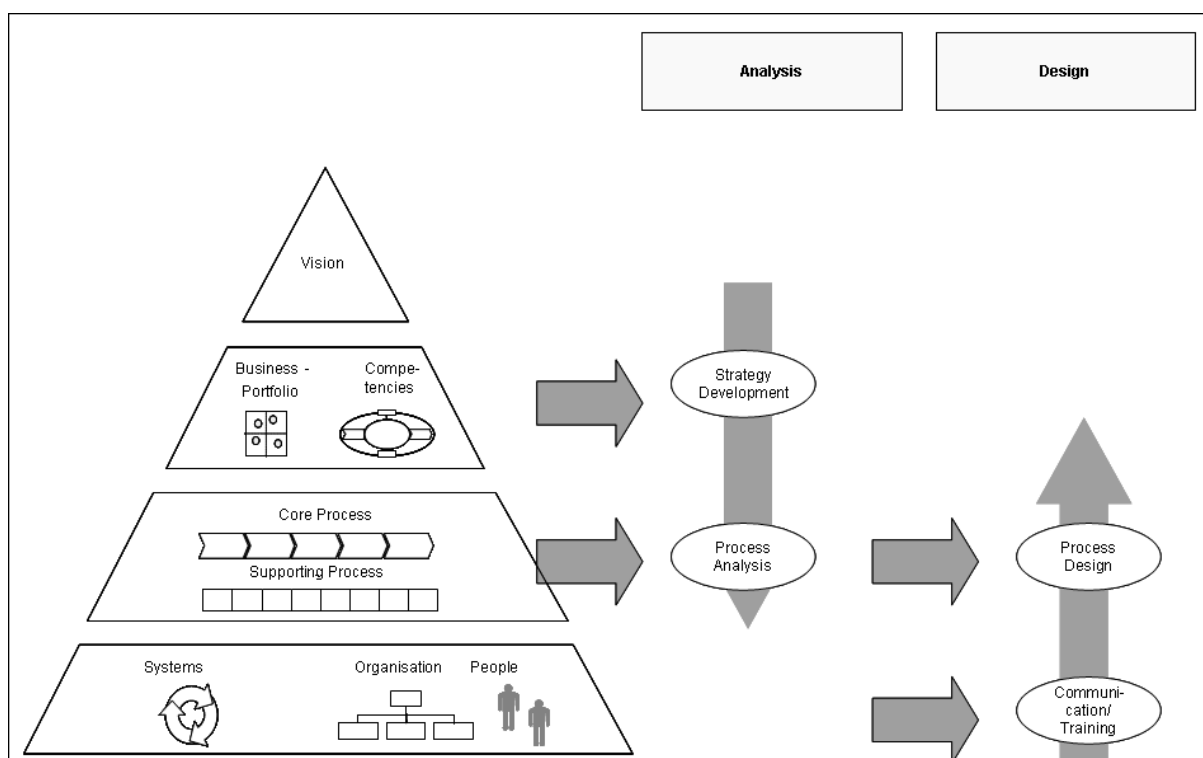 Analysis
Design
Vision
Business -
Portfolio
Compe-
tencies
Strategy
Development
Core Process
Supporting Process
Process
Analysis
Process
Design
Systems
Organisation
People
Communi-
cation/
Training